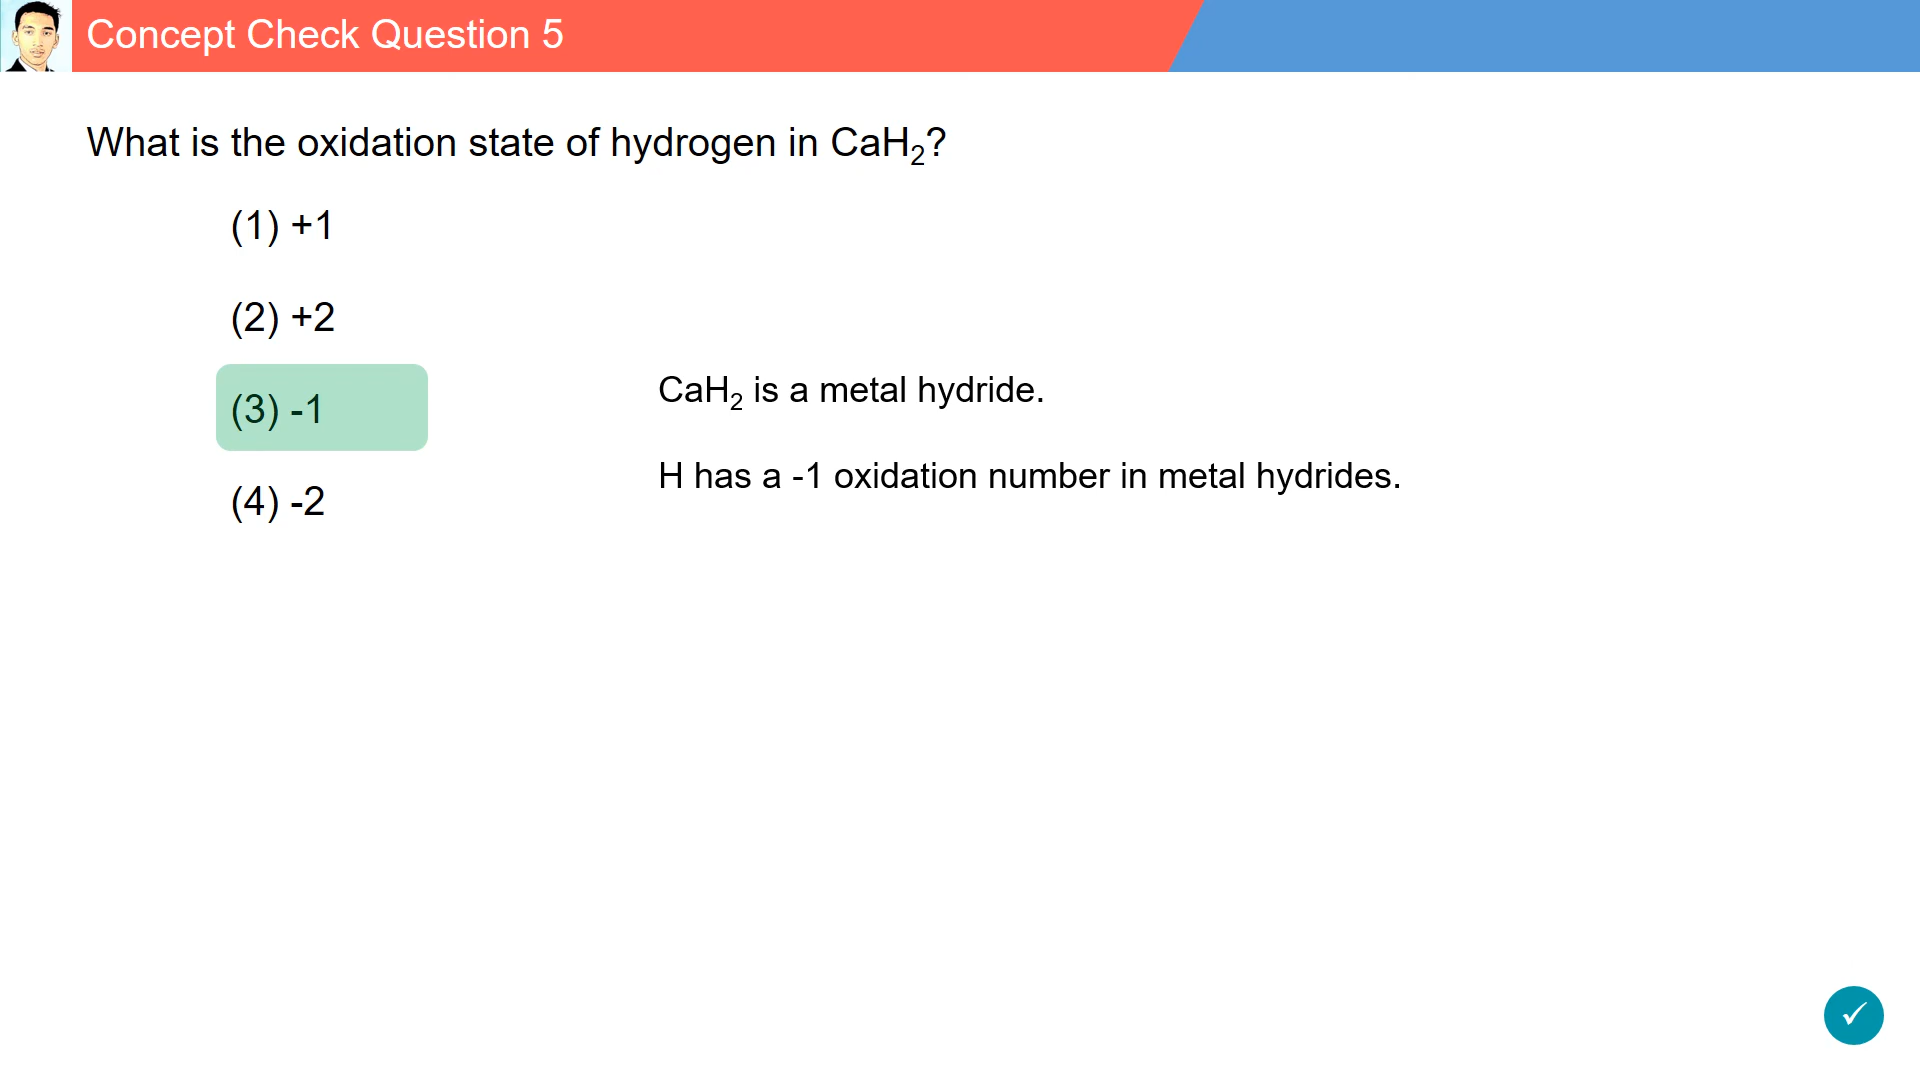 Concept Check Question 5
What is the oxidation state of hydrogen in CaH₂?
(1) +1
(2) +2
(3) -1
(4) -2
CaH₂ is a metal hydride.
H has a -1 oxidation number in metal hydrides.